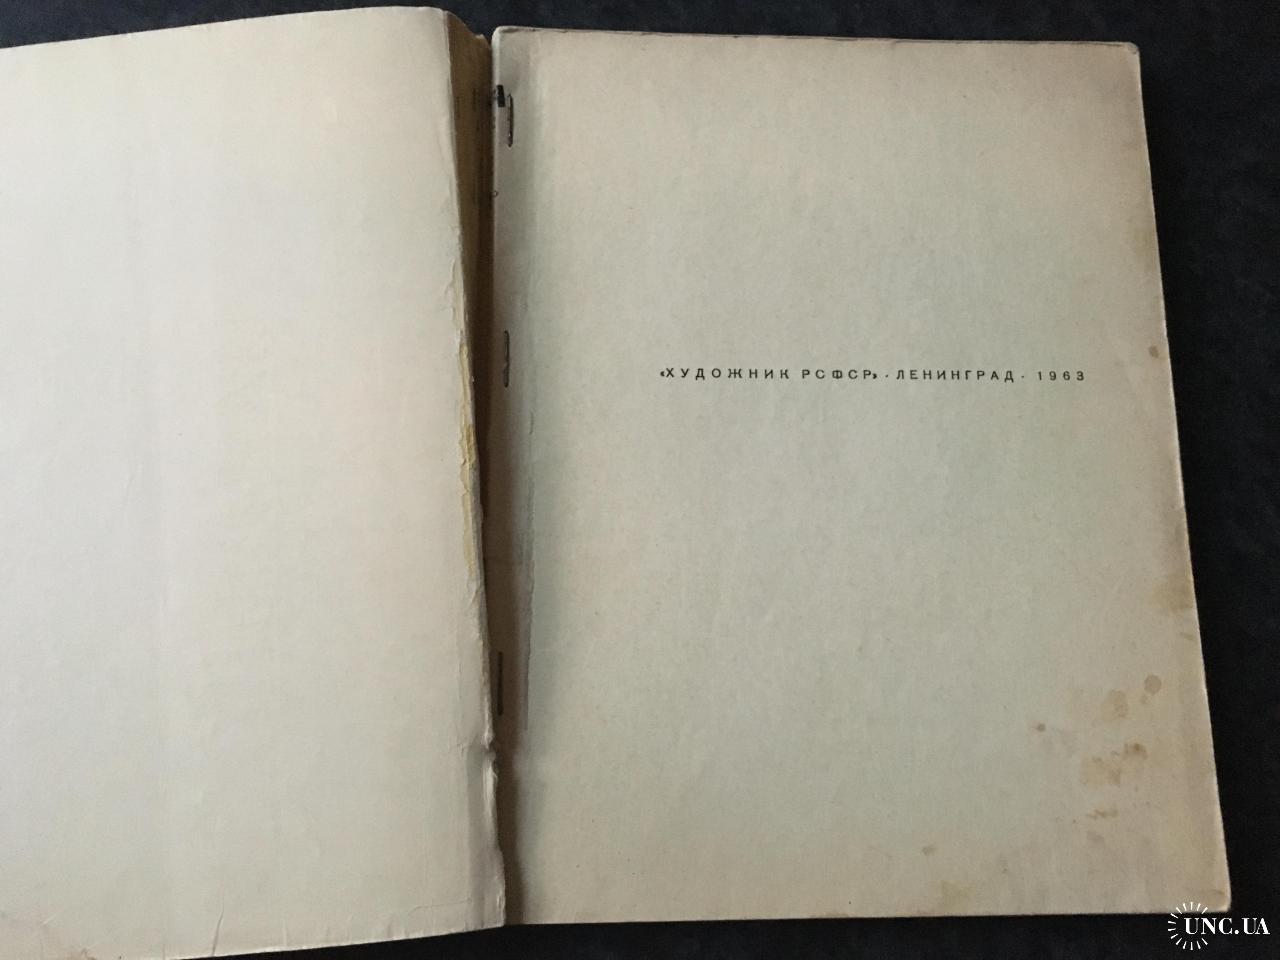 «ХУДОЖНИК РСФСР» · ЛЕНИНГРАД · 1963
UNC.UA